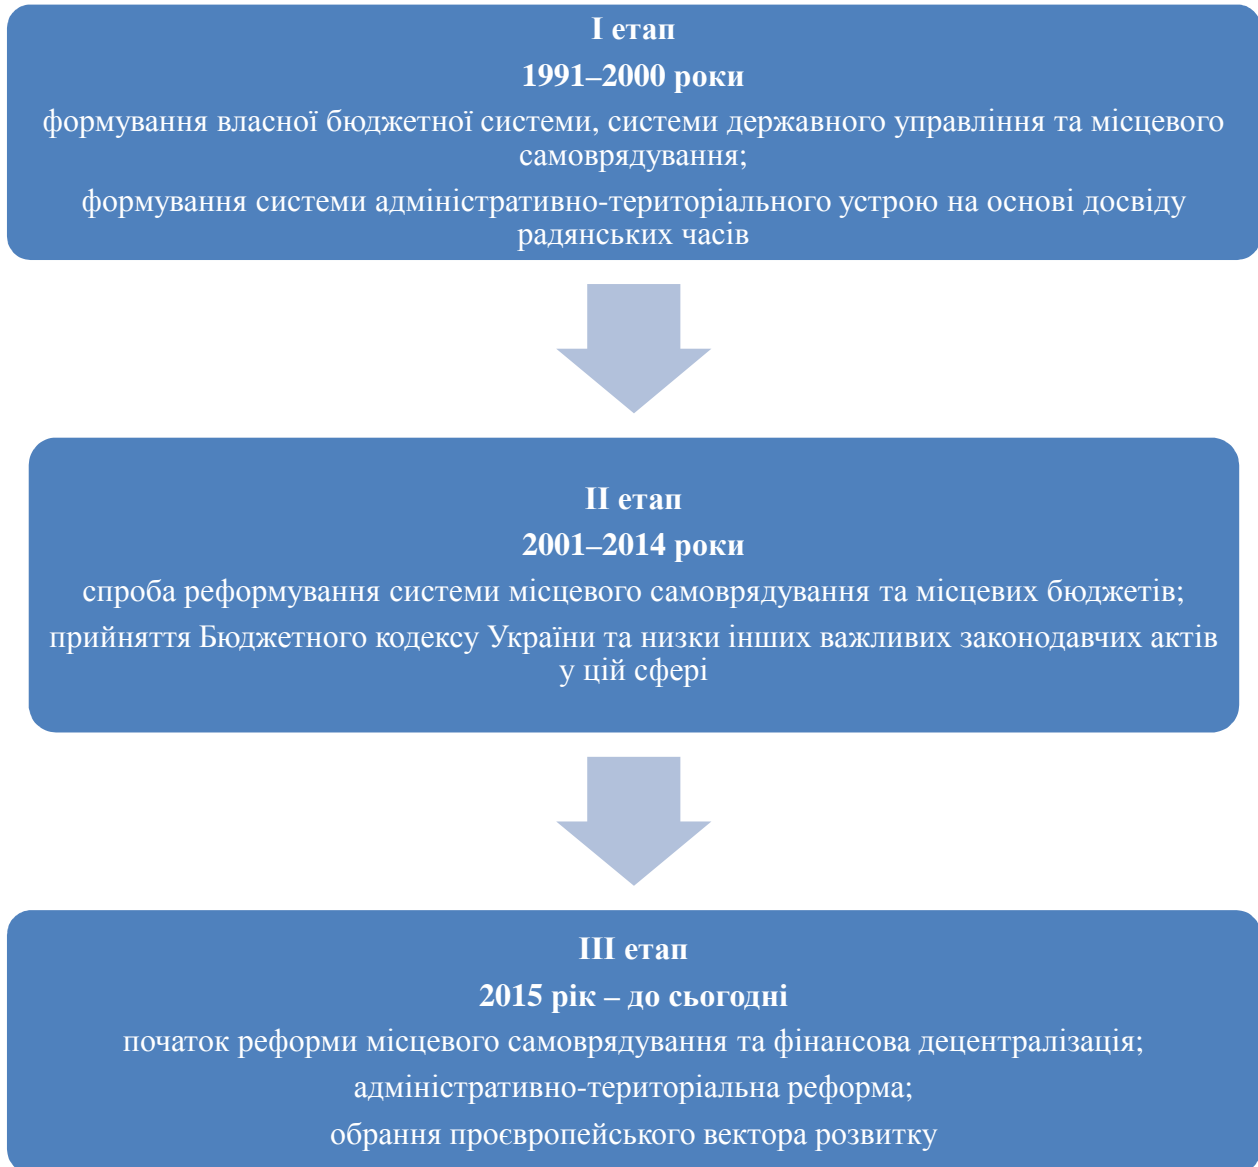 І етап
1991–2000 роки
формування власної бюджетної системи, системи державного управління та місцевого
самоврядування;
формування системи адміністративно-територіального устрою на основі досвіду
радянських часів
ІІ етап
2001–2014 роки
спроба реформування системи місцевого самоврядування та місцевих бюджетів;
прийняття Бюджетного кодексу України та низки інших важливих законодавчих актів
у цій сфері
ІІІ етап
2015 рік – до сьогодні
початок реформи місцевого самоврядування та фінансова децентралізація;
адміністративно-територіальна реформа;
обрання проєвропейського вектора розвитку